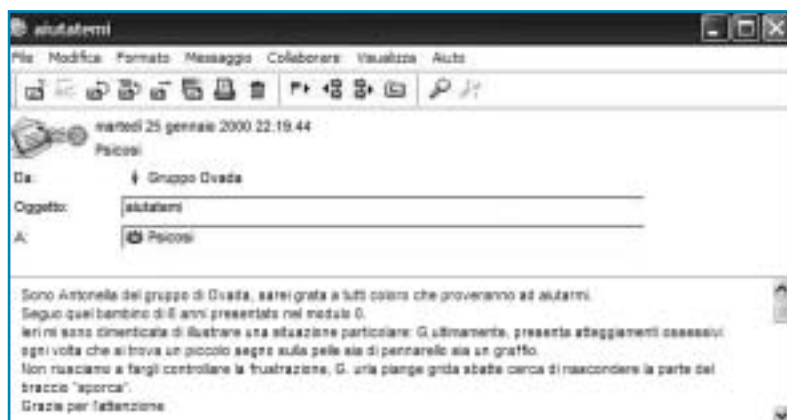 aiutatemi
File Modifica Formato Messaggio Collaborare Visualizza Aiuto
martedì 25 gennaio 2000 22:19:44
Psicosi
Da: Gruppo Ovada
Oggetto: aiutatemi
A: Psicosi
Sono Antonella del gruppo di Ovada, sarei grata a tutti coloro che proveranno ad aiutarmi.
Seguo quel bambino di 6 anni presentato nel modulo 0.
Ieri mi sono dimenticata di illustrare una situazione particolare: G. ultimamente, presenta atteggiamenti ossessivi
ogni volta che si trova un piccolo segno sulla pelle sia di pennarello sia un graffio.
Non riusciamo a fargli controllare la frustrazione, G. urla piange grida sbatte cerca di nascondere la parte del
braccio "sporca".
Grazie per l'attenzione